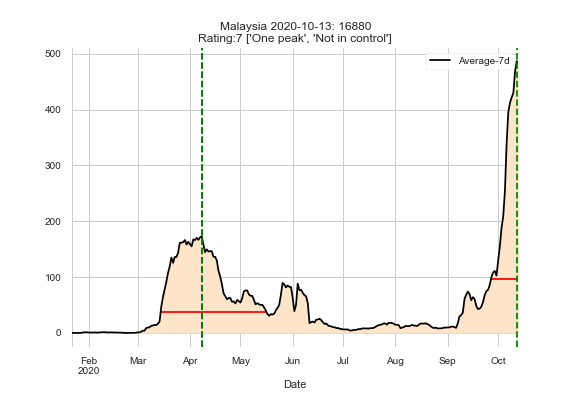 Malaysia 2020-10-13: 16880
Rating:7 ['One peak', 'Not in control']
Average-7d
500
400
300
200
100
0
Feb
2020
Mar
Apr
May
Jun
Jul
Aug
Sep
Oct
Date